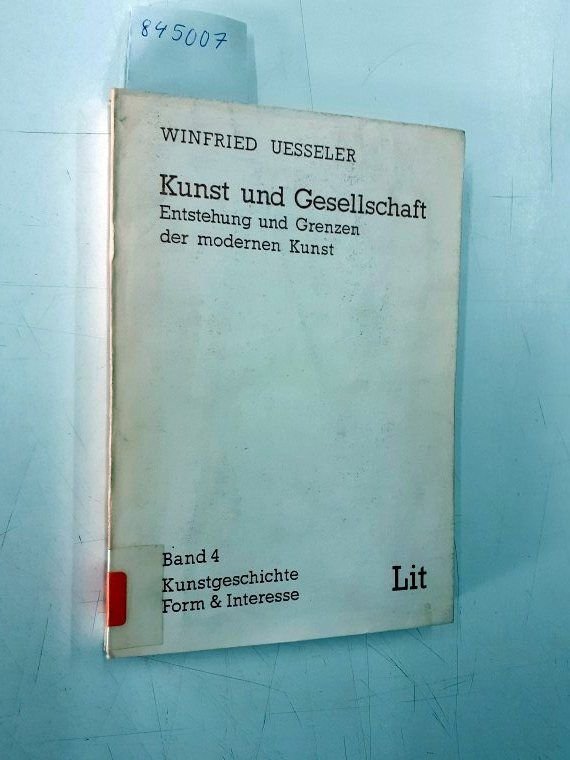 845007
WINFRIED UESSELER
Kunst und Gesellschaft
Entstehung und Grenzen
der modernen Kunst
Band 4
Kunstgeschichte
Form & Interesse
Lit